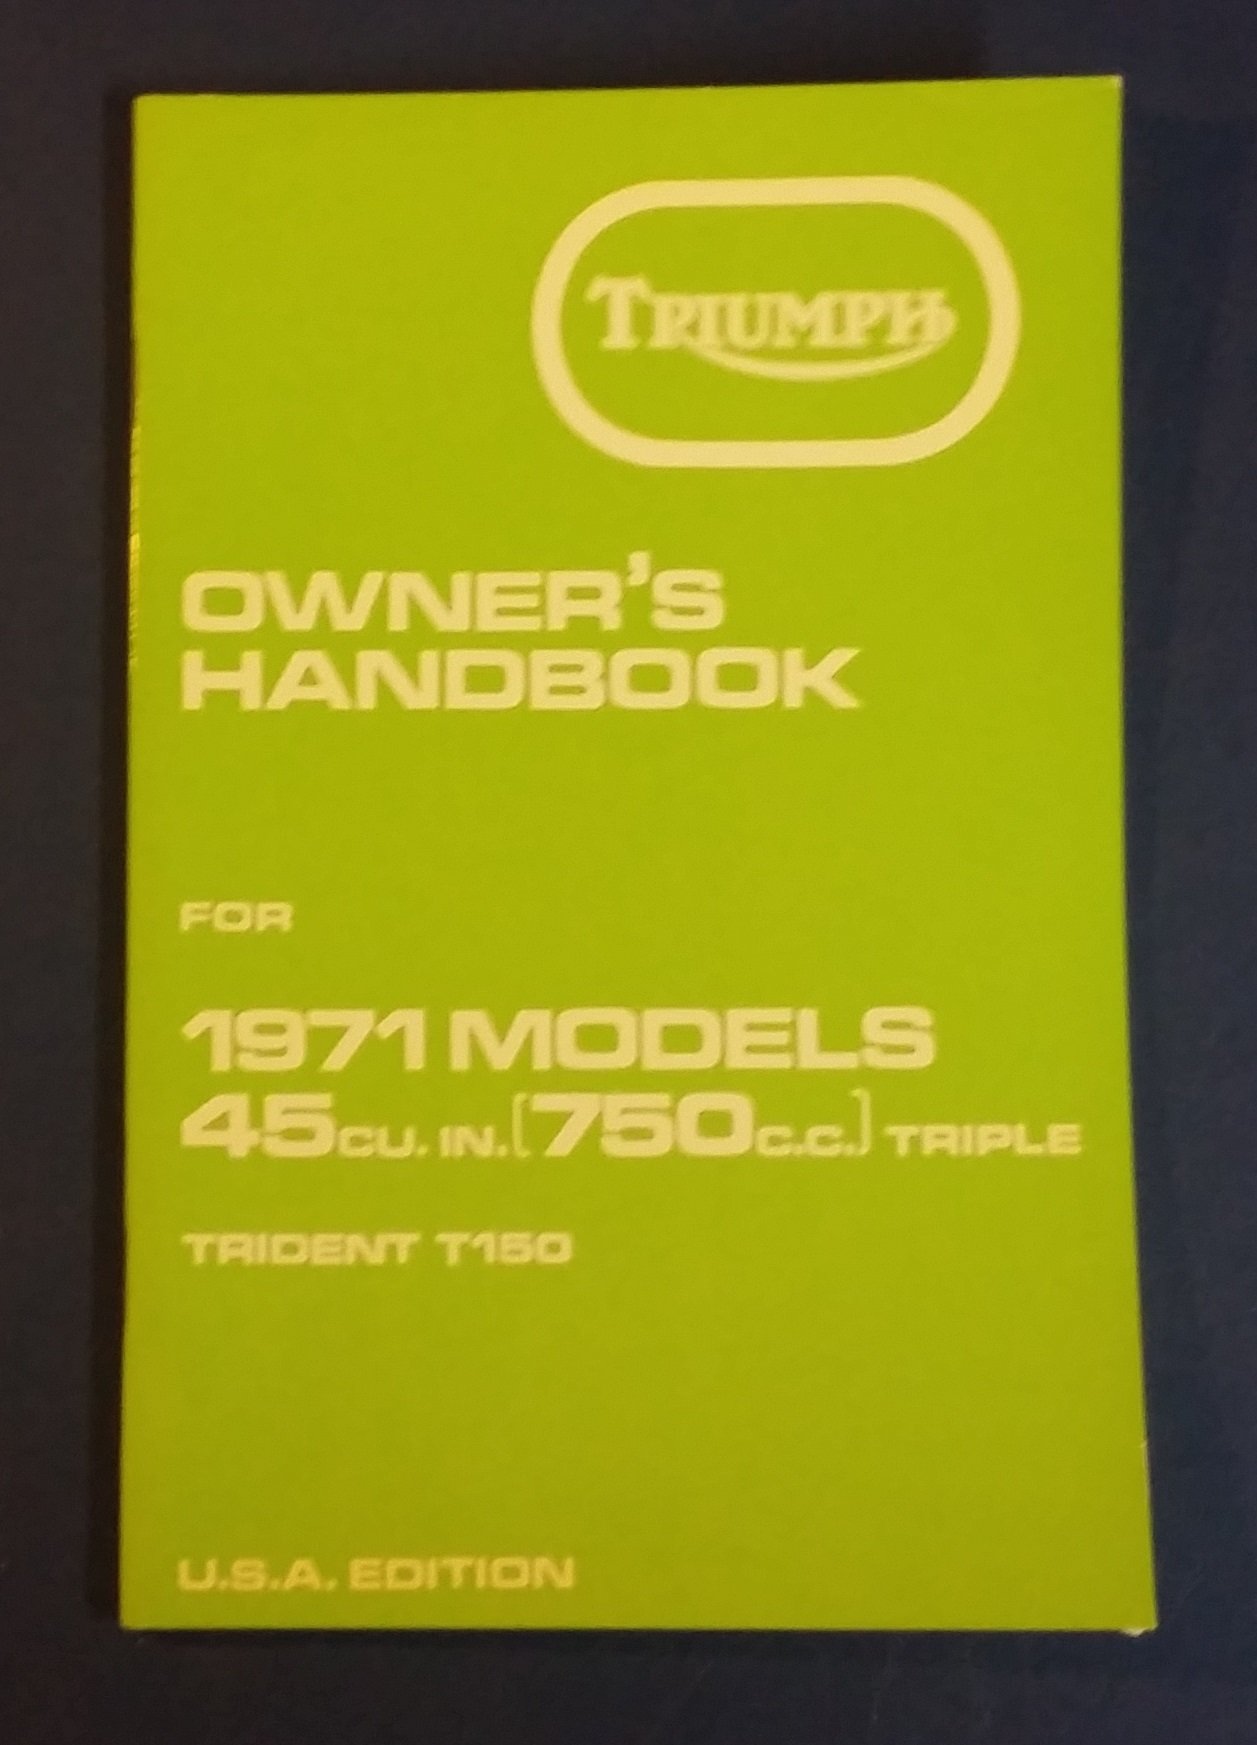 TRIUMPH
OWNER'S
HANDBOOK
FOR
1971 MODELS
45 CU. IN. [750 C.C.] TRIPLE
TRIDENT T150
U.S.A. EDITION